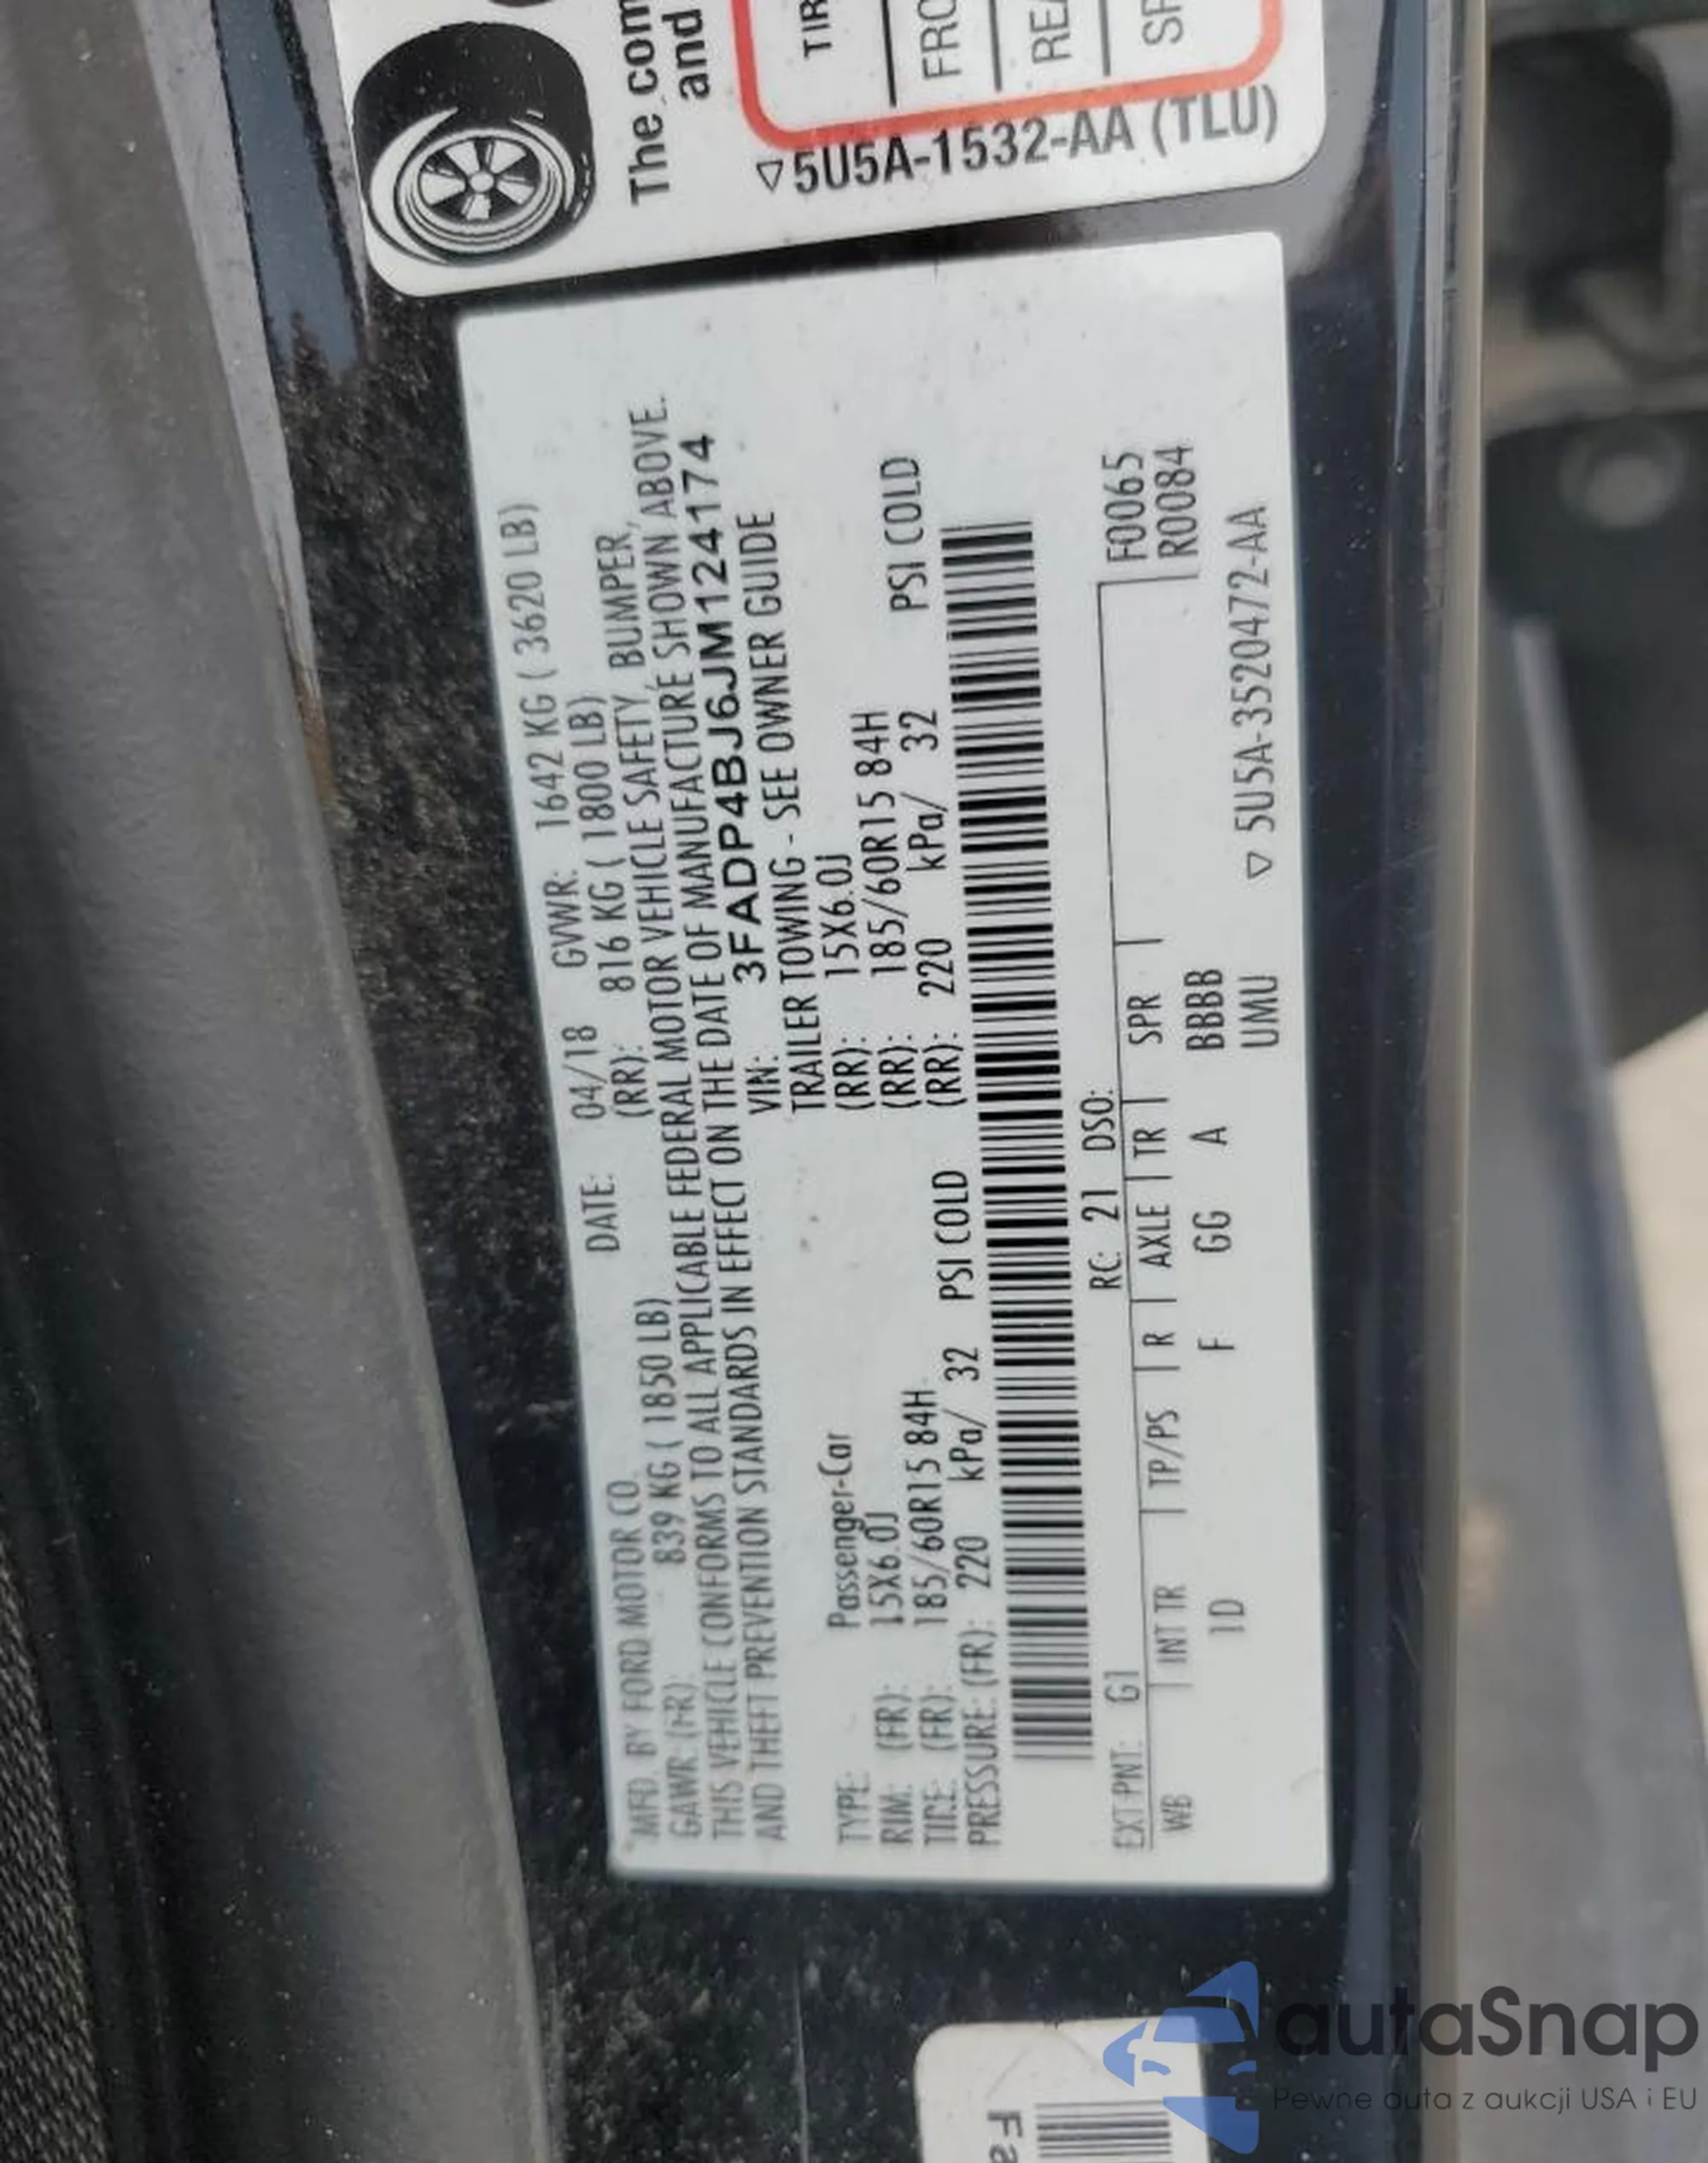 The com
and
TIR
FRO
REA
SP
▽5U5A-1532-AA (TLU)
*MFD. BY FORD MOTOR CO. DATE: 04/18 GVWR: 1642 KG ( 3620 LB)
GAWR: (FR): 839 KG ( 1850 LB) (RR): 816 KG ( 1800 LB)
THIS VEHICLE CONFORMS TO ALL APPLICABLE FEDERAL MOTOR VEHICLE SAFETY, BUMPER,
AND THEFT PREVENTION STANDARDS IN EFFECT ON THE DATE OF MANUFACTURE SHOWN ABOVE.
VIN: 3FADP4BJ6JM124174
TYPE: Passenger-Car TRAILER TOWING - SEE OWNER GUIDE
RIM: (FR): 15X6.0J (RR): 15X6.0J
TIRE: (FR): 185/60R15 84H (RR): 185/60R15 84H
PRESSURE: (FR): 220 kPa/ 32 PSI COLD (RR): 220 kPa/ 32 PSI COLD
EXT PNT: G1 RC: 21 DSO: F0065
WB | INT TR | TP/PS | R | AXLE | TR | SPR | R0084
1D F GG A BBBB
UMU ▽ 5U5A-3520472-AA
Fa
autaSnap
Pewne auta z aukcji USA i EU